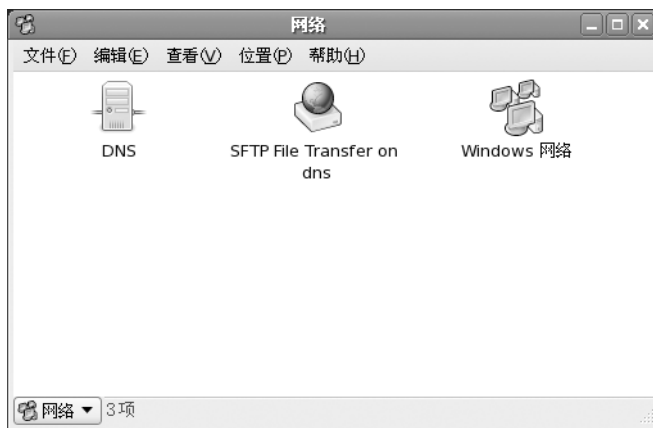 网络
文件(F) 编辑(E) 查看(V) 位置(P) 帮助(H)
DNS
SFTP File Transfer on
dns
Windows 网络
网络 3项